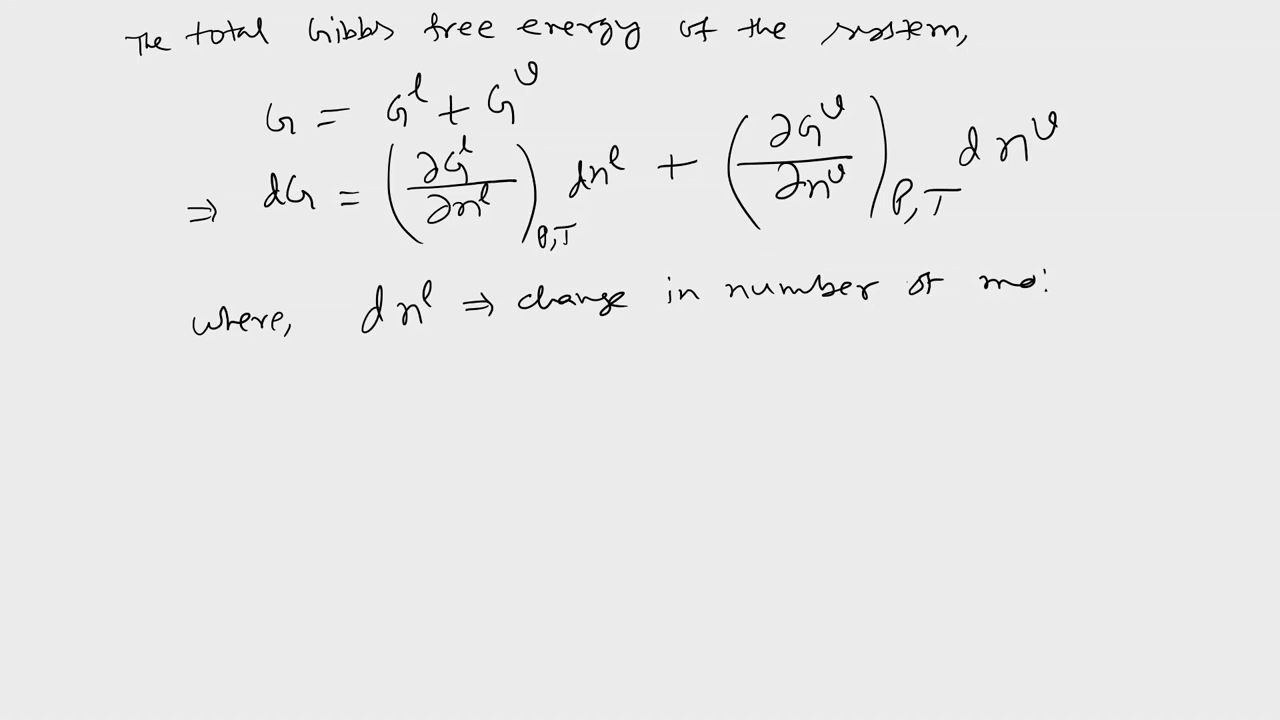 The total Gibbs free energy of the system,
G = G^l + G^v
⇒ dG = (∂G^l/∂n^l)_{P,T} dn^l + (∂G^v/∂n^v)_{P,T} dn^v
where, dn^l ⇒ change in number of